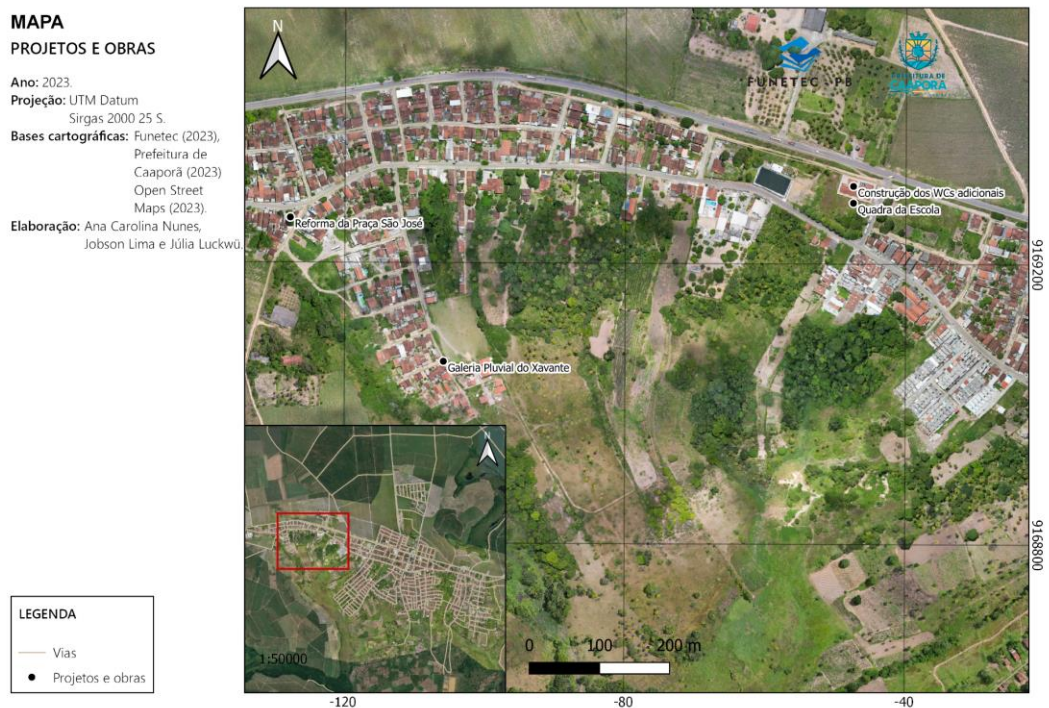 MAPA
PROJETOS E OBRAS
Ano: 2023.
Projeção: UTM Datum
Sirgas 2000 25 S.
Bases cartográficas: Funetec (2023),
Prefeitura de
Caaporã (2023)
Open Street
Maps (2023).
Elaboração: Ana Carolina Nunes,
Jobson Lima e Júlia Luckwü.
N
FUNETEC PB
PREFEITURA DE
CAAPORÃ
Construção dos WCs adicionais
Quadra da Escola
Reforma da Praça São José
9169200
Galeria Pluvial do Xavante
N
9168800
1:50000
0 100 200 m
-120 -80 -40
LEGENDA
Vias
Projetos e obras